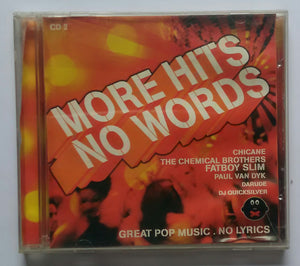 CD 2
MORE HITS
NO WORDS
CHICANE
THE CHEMICAL BROTHERS
FATBOY SLIM
PAUL VAN DYK
DARUDE
DJ QUICKSILVER
GREAT POP MUSIC . NO LYRICS